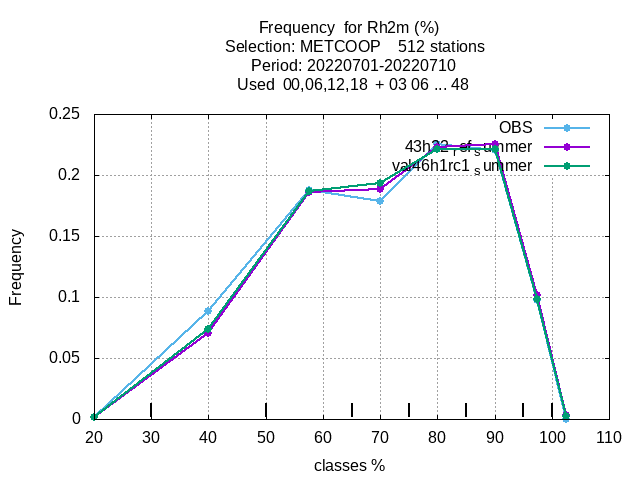 Frequency for Rh2m (%)
Selection: METCOOP 512 stations
Period: 20220701-20220710
Used 00,06,12,18 + 03 06 ... 48
0.25
0.2
0.15
0.1
0.05
0
Frequency
OBS
43h22_ref_summer
val46h1rc1_summer
20 30 40 50 60 70 80 90 100 110
classes %